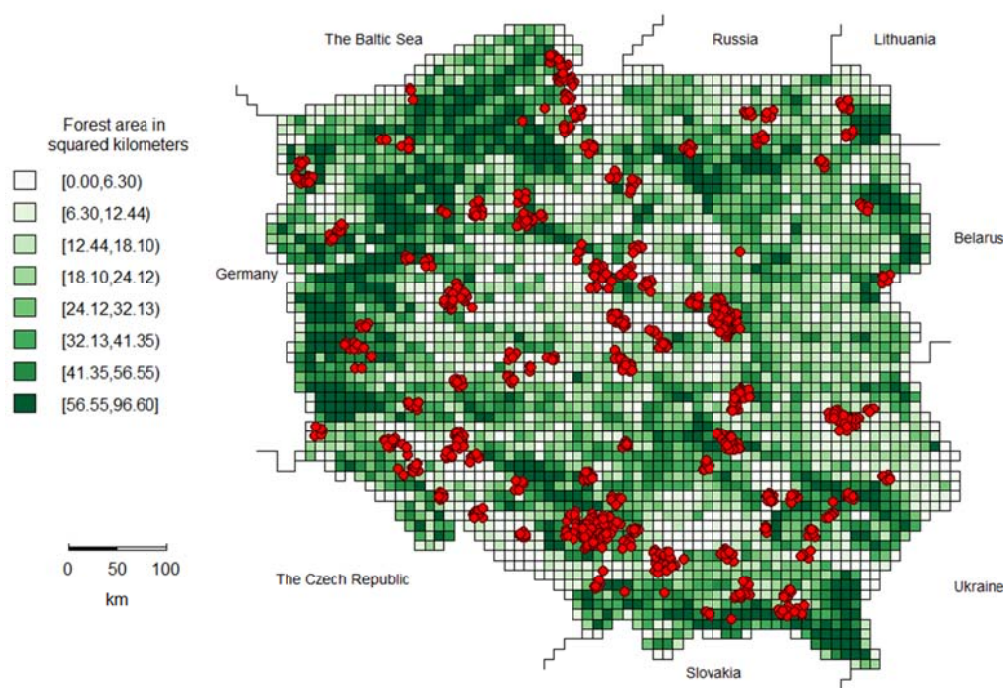 The Baltic Sea
Russia
Lithuania
Forest area in
squared kilometers
[0.00,6.30)
[6.30,12.44)
[12.44,18.10)
[18.10,24.12)
[24.12,32.13)
[32.13,41.35)
[41.35,56.55)
[56.55,96.60]
Germany
Belarus
0 50 100
km
The Czech Republic
Ukraine
Slovakia